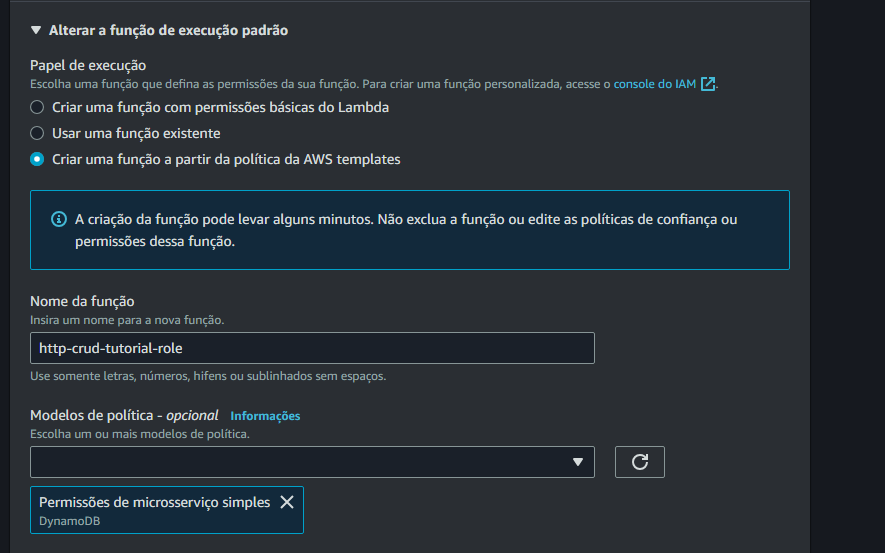 Alterar a função de execução padrão
Papel de execução
Escolha uma função que defina as permissões da sua função. Para criar uma função personalizada, acesse o console do IAM.
Criar uma função com permissões básicas do Lambda
Usar uma função existente
Criar uma função a partir da política da AWS templates
A criação da função pode levar alguns minutos. Não exclua a função ou edite as políticas de confiança ou
permissões dessa função.
Nome da função
Insira um nome para a nova função.
http-crud-tutorial-role
Use somente letras, números, hifens ou sublinhados sem espaços.
Modelos de política - opcional Informações
Escolha um ou mais modelos de política.
Permissões de microsserviço simples
DynamoDB